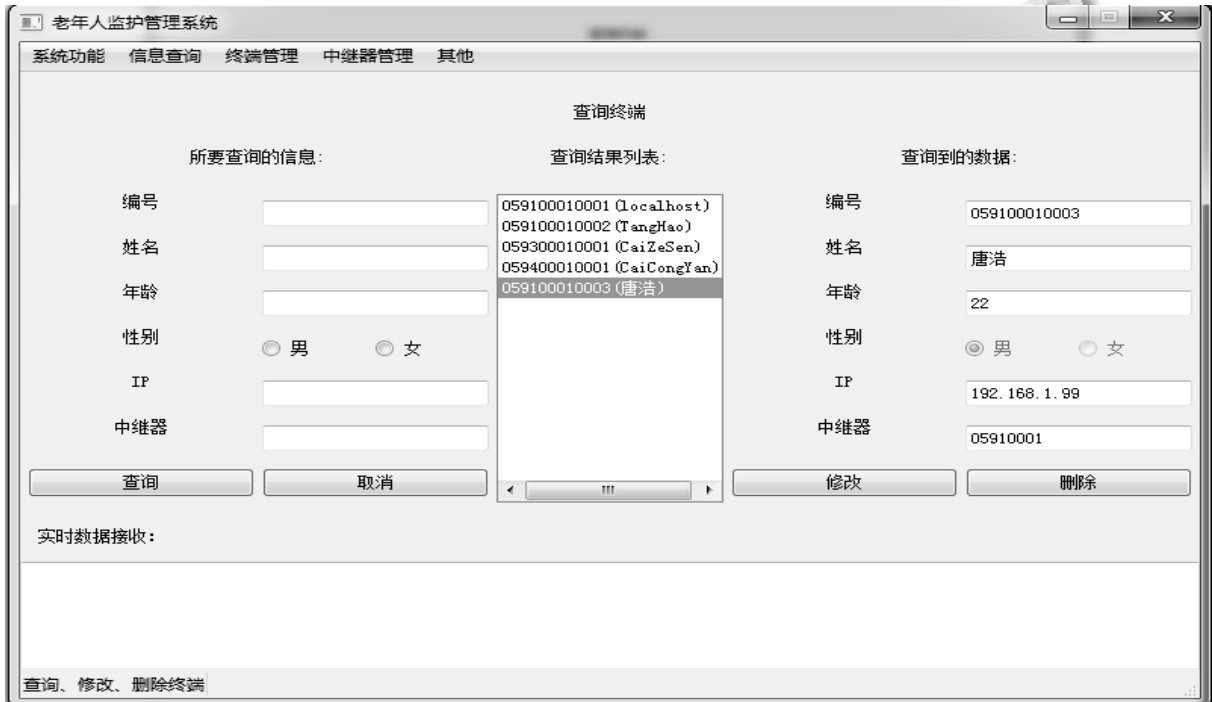 老年人监护管理系统
系统功能 信息查询 终端管理 中继器管理 其他
查询终端
所要查询的信息:
编号
姓名
年龄
性别
男 女
IP
中继器
查询 取消
查询结果列表:
059100010001(localhost)
059100010002(TangHao)
059300010001(CaiZeSen)
059400010001(CaiCongYan)
059100010003(唐浩)
查询到的数据:
编号 059100010003
姓名 唐浩
年龄 22
性别 男 女
IP 192.168.1.99
中继器 05910001
修改 删除
实时数据接收:
查询、修改、删除终端